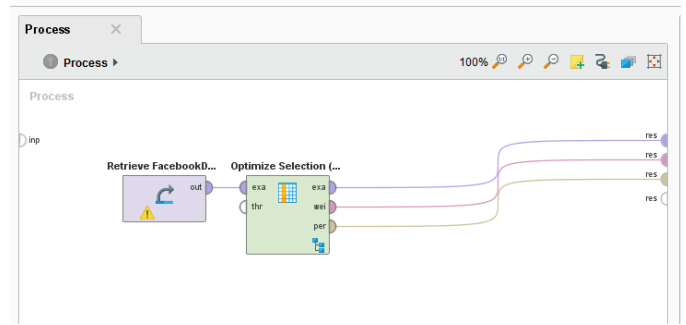 Process
Process
100%
Process
inp
res
res
res
res
Retrieve FacebookD...
out
Optimize Selection (...
exa
exa
thr
wei
per